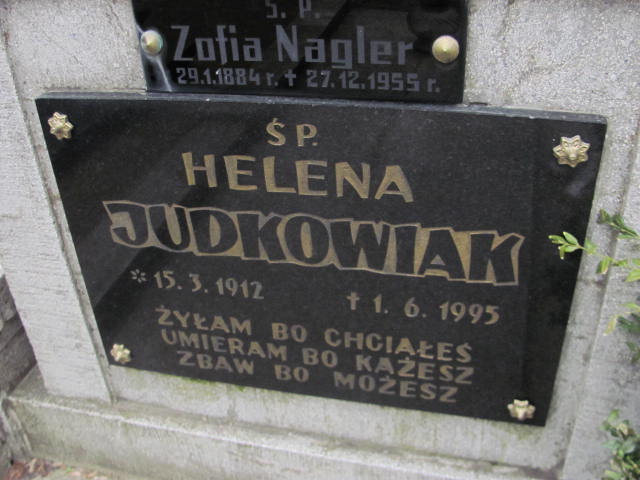 Ś. P.
Zofia Nagler
29.1.1884 r. + 27.12.1955 r.
ŚP.
HELENA
JUDKOWIAK
* 15. 3. 1912 † 1. 6. 1995
ŻYŁAM BO CHCIAŁEŚ
UMIERAM BO KAŻESZ
ZBAW BO MOŻESZ